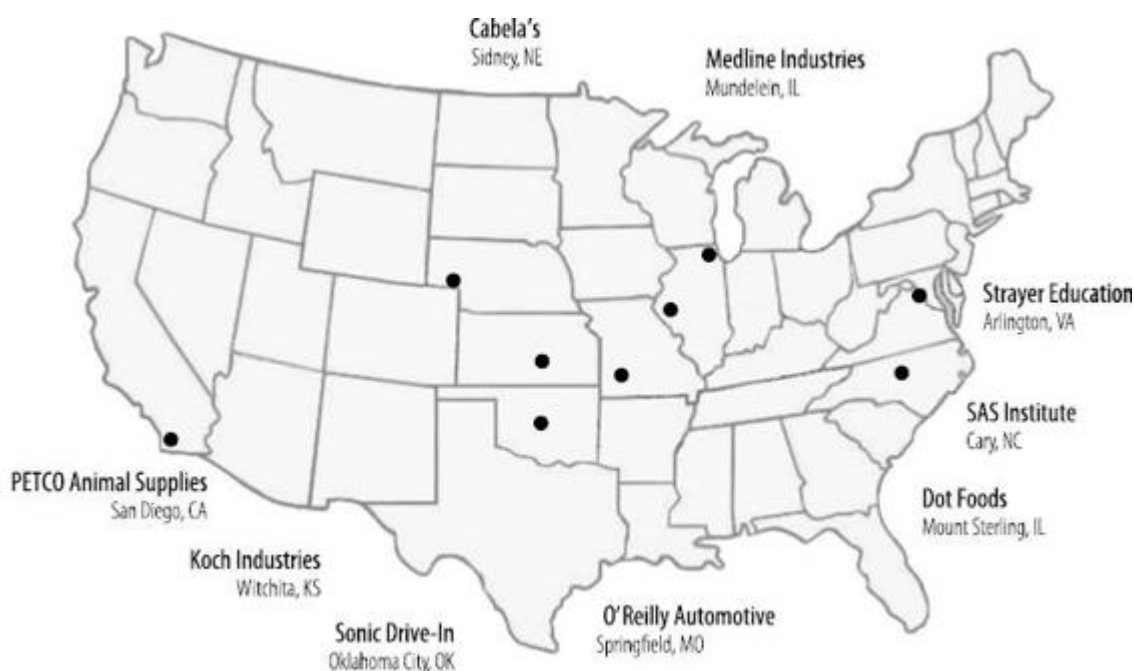 Cabela's
Sidney, NE
Medline Industries
Mundelein, IL
Strayer Education
Arlington, VA
SAS Institute
Cary, NC
PETCO Animal Supplies
San Diego, CA
Dot Foods
Mount Sterling, IL
Koch Industries
Witchita, KS
O'Reilly Automotive
Springfield, MO
Sonic Drive-In
Oklahoma City, OK